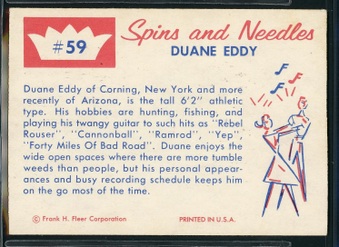 #59
Spins and Needles
DUANE EDDY
Duane Eddy of Corning, New York and more
recently of Arizona, is the tall 6'2" athletic
type. His hobbies are hunting, fishing, and
playing his twangy guitar to such hits as "Rebel
Rouser", "Cannonball", "Ramrod", "Yep",
"Forty Miles Of Bad Road". Duane enjoys the
wide open spaces where there are more tumble
weeds than people, but his personal appear-
ances and busy recording schedule keeps him
on the go most of the time.
© Frank H. Fleer Corporation
PRINTED IN U.S.A.